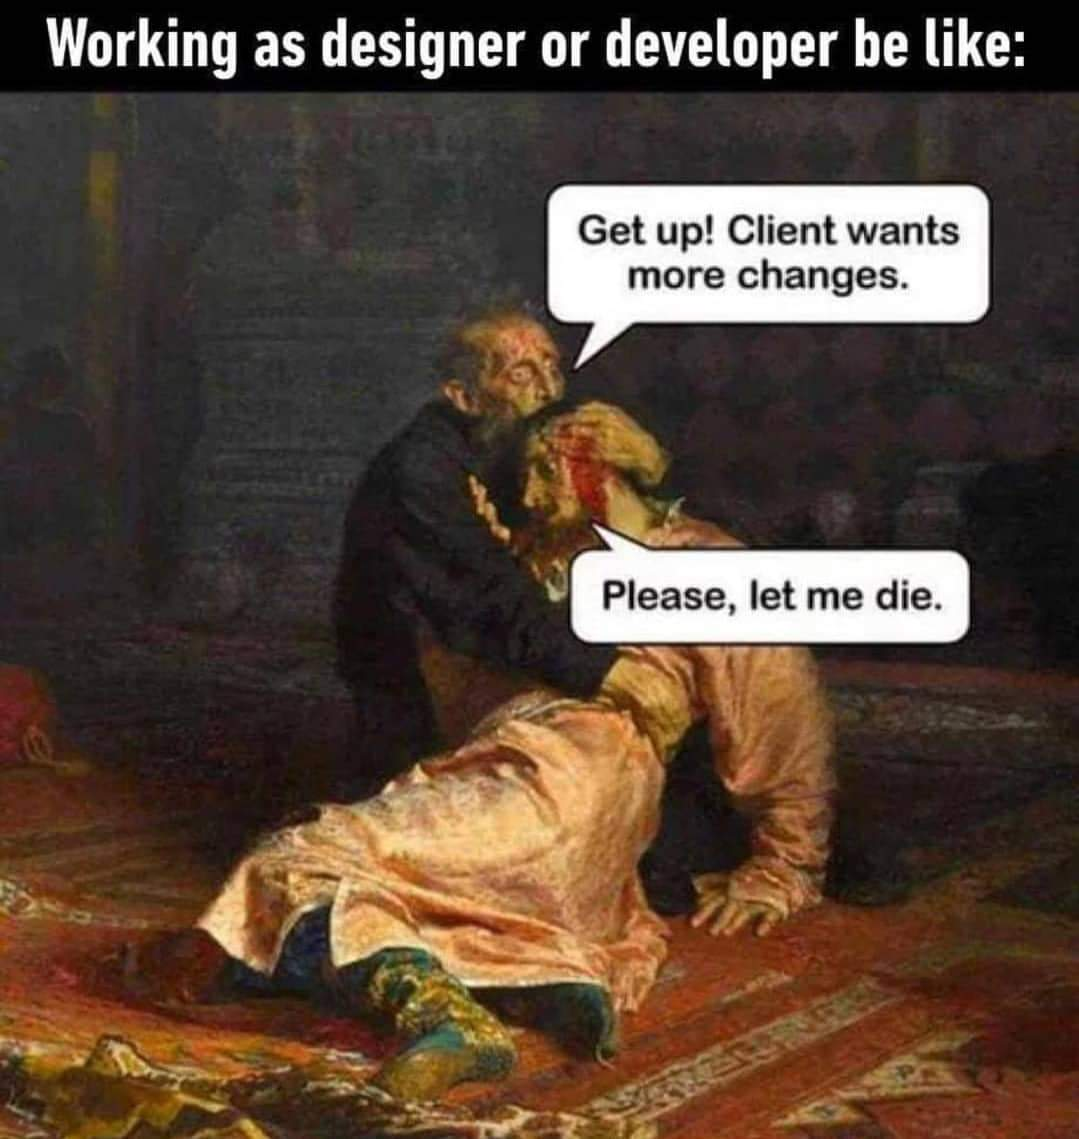 Working as designer or developer be like:
Get up! Client wants
more changes.
Please, let me die.